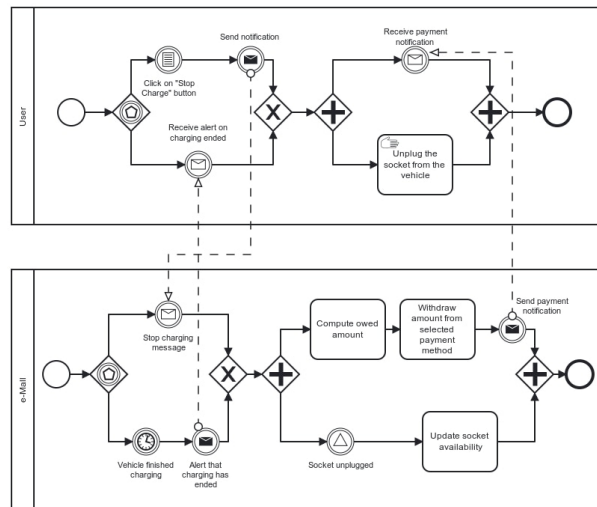 User
Send notification
Click on "Stop
Charge" button
Receive payment
notification
Receive alert on
charging ended
Unplug the
socket from the
vehicle
e-Mall
Stop charging
message
Compute owed
amount
Withdraw
amount from
selected
payment
method
Send payment
notification
Vehicle finished
charging
Alert that
charging has
ended
Socket unplugged
Update socket
availability